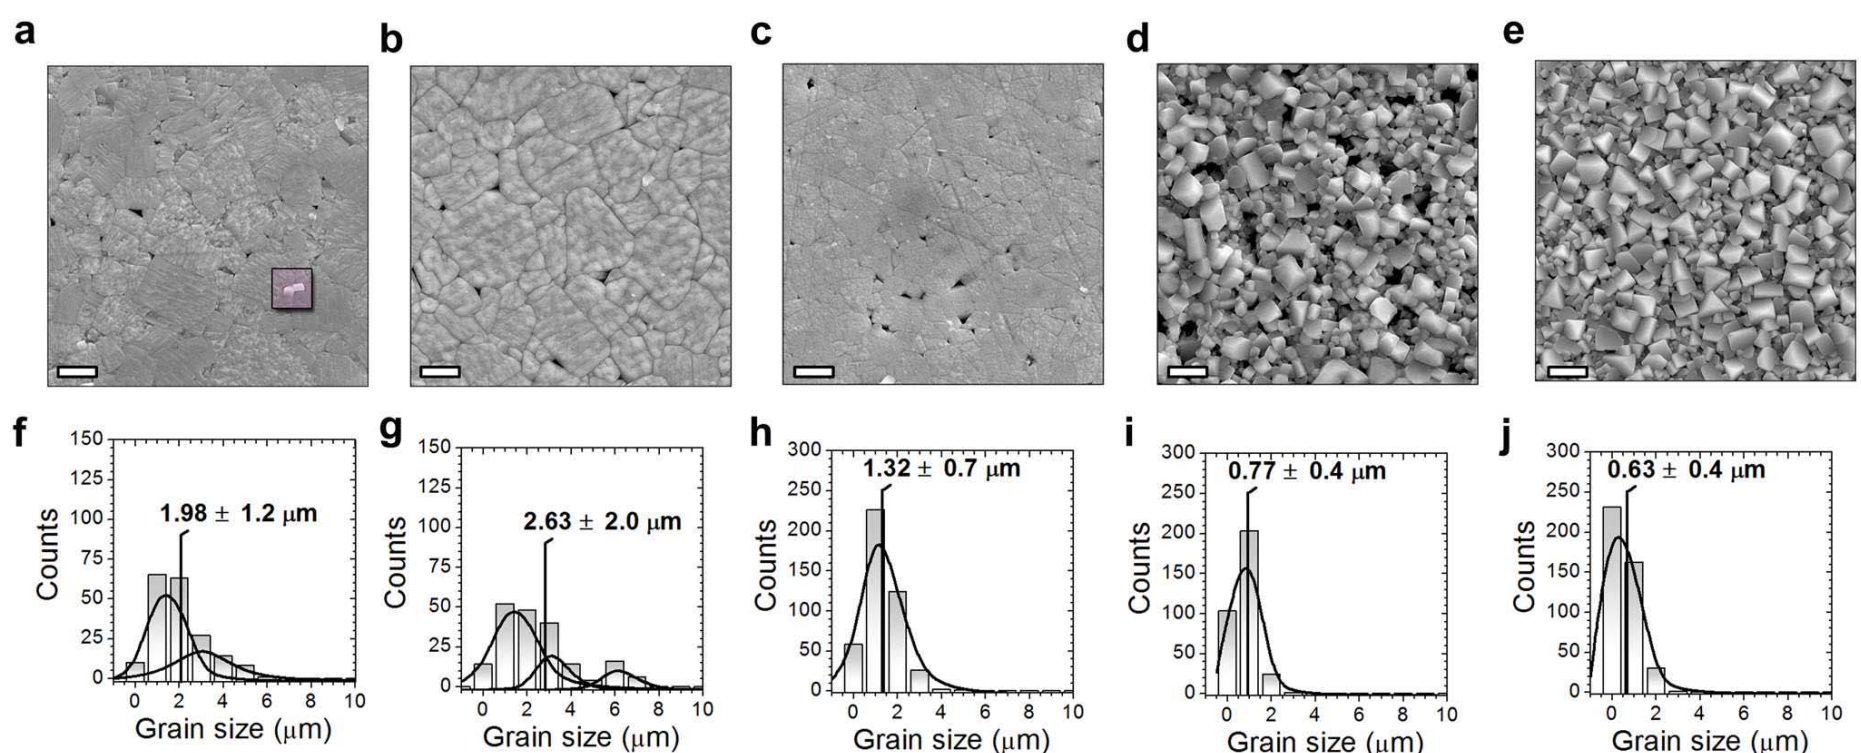 a
b
c
d
e
f
150
125
100
75
50
25
0
Counts
1.98 ± 1.2 μm
0 2 4 6 8 10
Grain size (μm)
g
150
125
100
75
50
25
0
Counts
2.63 ± 2.0 μm
0 2 4 6 8 10
Grain size (μm)
h
300
250
200
150
100
50
0
Counts
1.32 ± 0.7 μm
0 2 4 6 8 10
Grain size (μm)
i
300
250
200
150
100
50
0
Counts
0.77 ± 0.4 μm
0 2 4 6 8 10
Grain size (μm)
j
300
250
200
150
100
50
0
Counts
0.63 ± 0.4 μm
0 2 4 6 8 10
Grain size (μm)